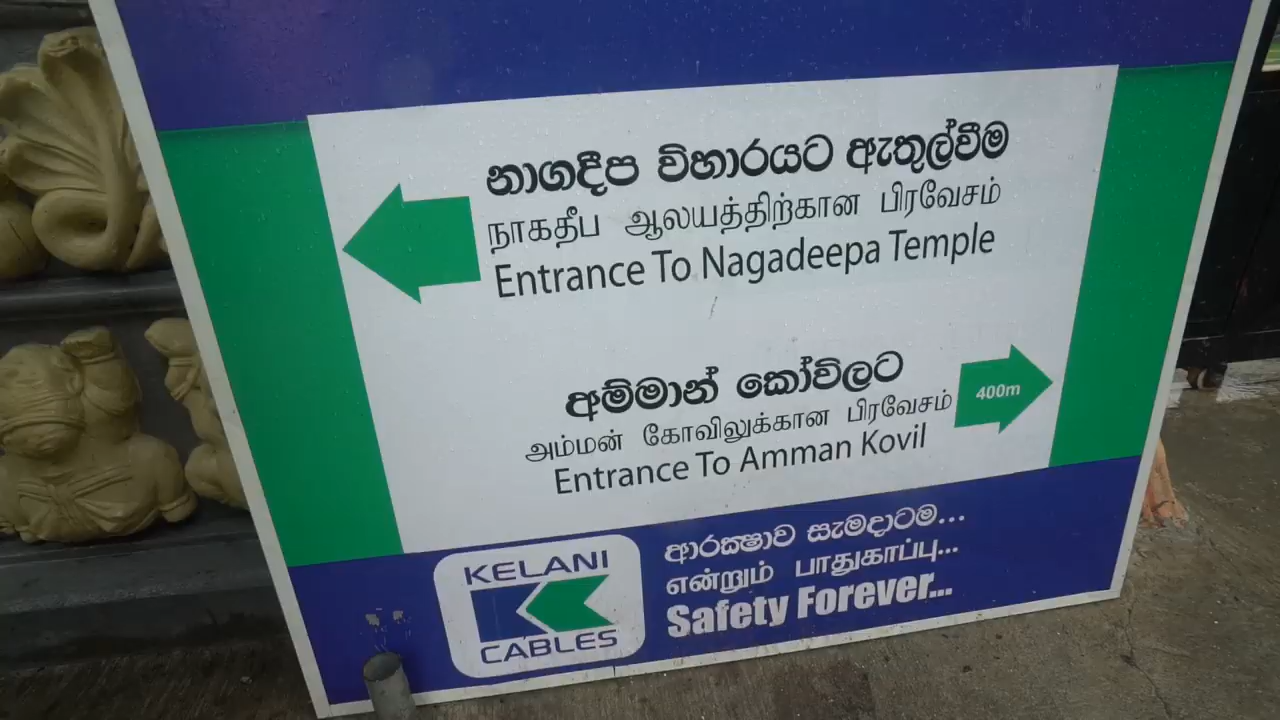 නාගදීප විහාරයට ඇතුල්වීම
நாகதீப ஆலயத்திற்கான பிரவேசம்
Entrance To Nagadeepa Temple
අම්මාන් කෝවිලට
அம்மன் கோவிலுக்கான பிரவேசம்
Entrance To Amman Kovil
400m
KELANI
CABLES
ආරක්‍ෂාව සැමදාටම...
என்றும் பாதுகாப்பு...
Safety Forever...